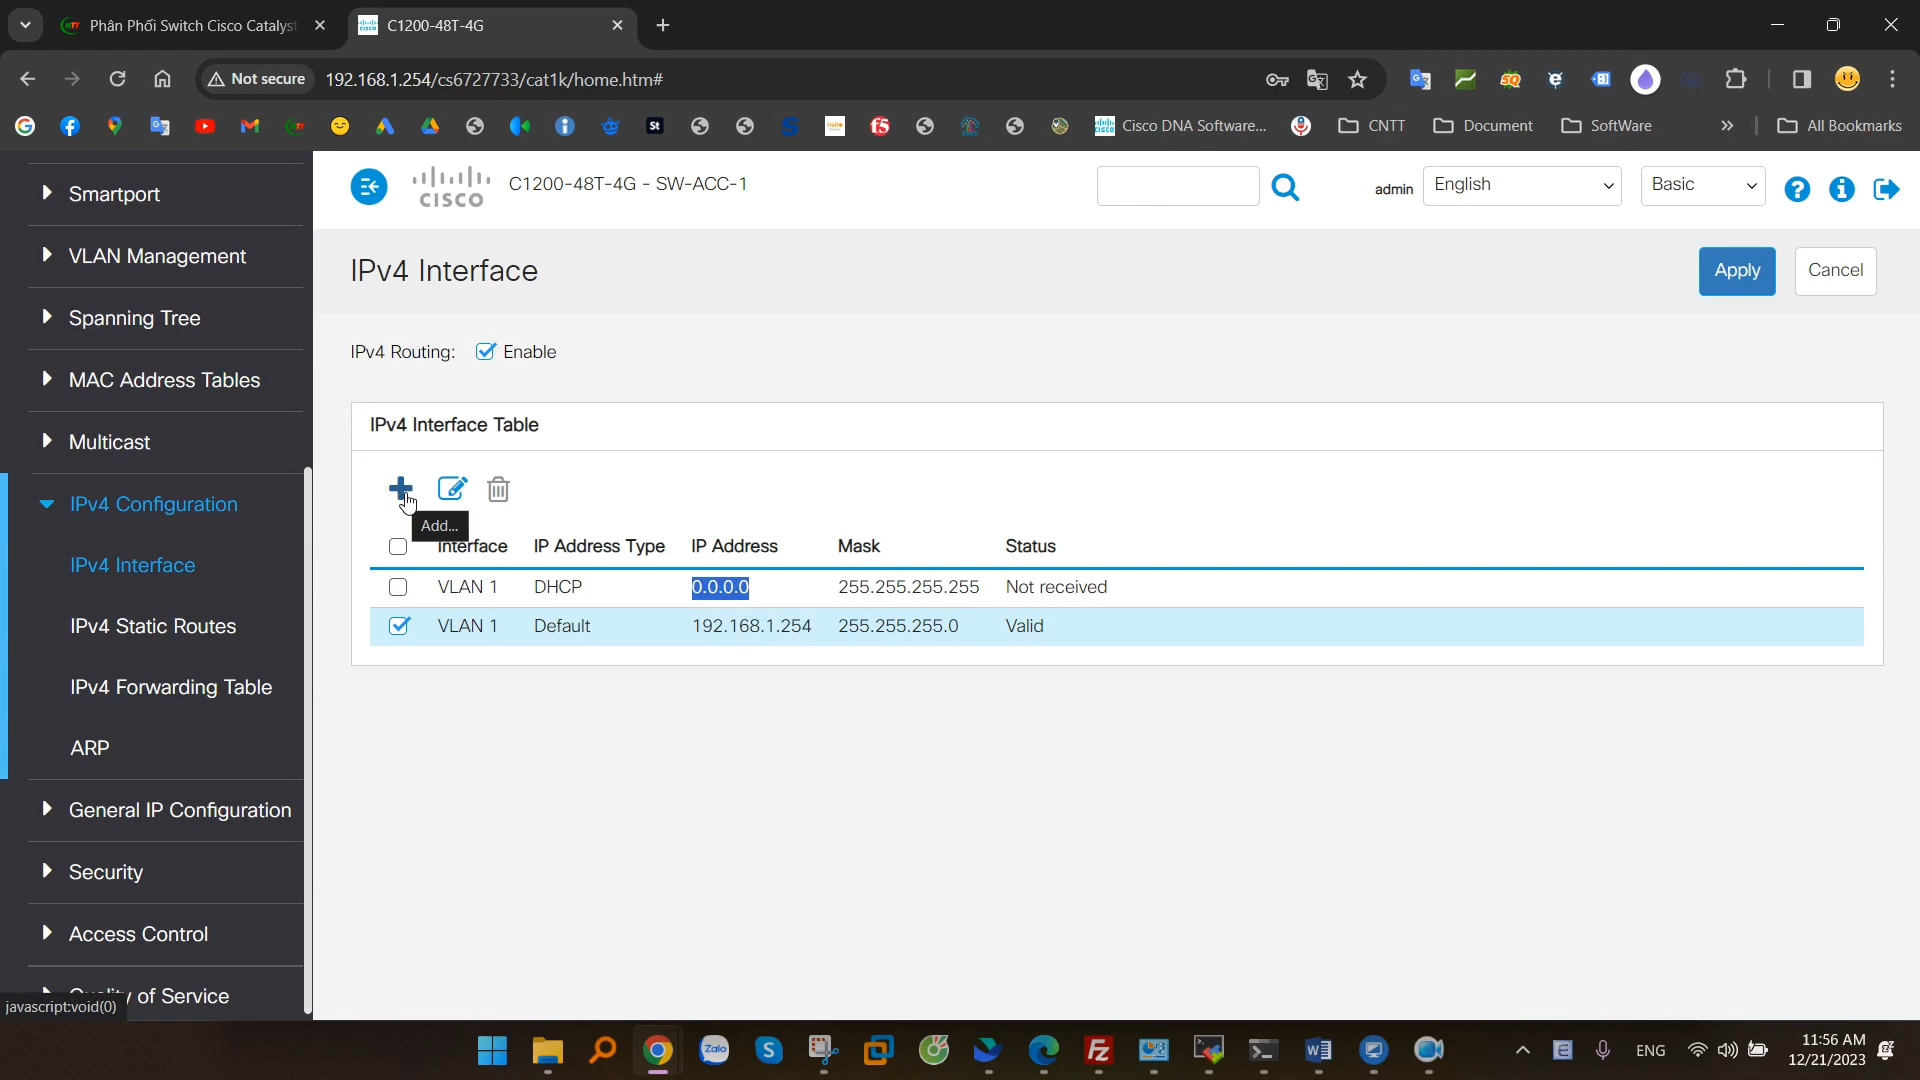 Phân Phối Switch Cisco Catalyst
C1200-48T-4G
Not secure
192.168.1.254/cs6727733/cat1k/home.htm#
St
Cisco DNA Software...
CNTT
Document
SoftWare
»
All Bookmarks
Smartport
VLAN Management
Spanning Tree
MAC Address Tables
Multicast
IPv4 Configuration
IPv4 Interface
IPv4 Static Routes
IPv4 Forwarding Table
ARP
General IP Configuration
Security
Access Control
Quality of Service
javascript:void(0)
CISCO
C1200-48T-4G - SW-ACC-1
admin
English
Basic
IPv4 Interface
Apply
Cancel
IPv4 Routing:
Enable
IPv4 Interface Table
Add...
Interface IP Address Type IP Address Mask Status
VLAN 1 DHCP 0.0.0.0 255.255.255.255 Not received
VLAN 1 Default 192.168.1.254 255.255.255.0 Valid
Zalo
ENG
11:56 AM
12/21/2023